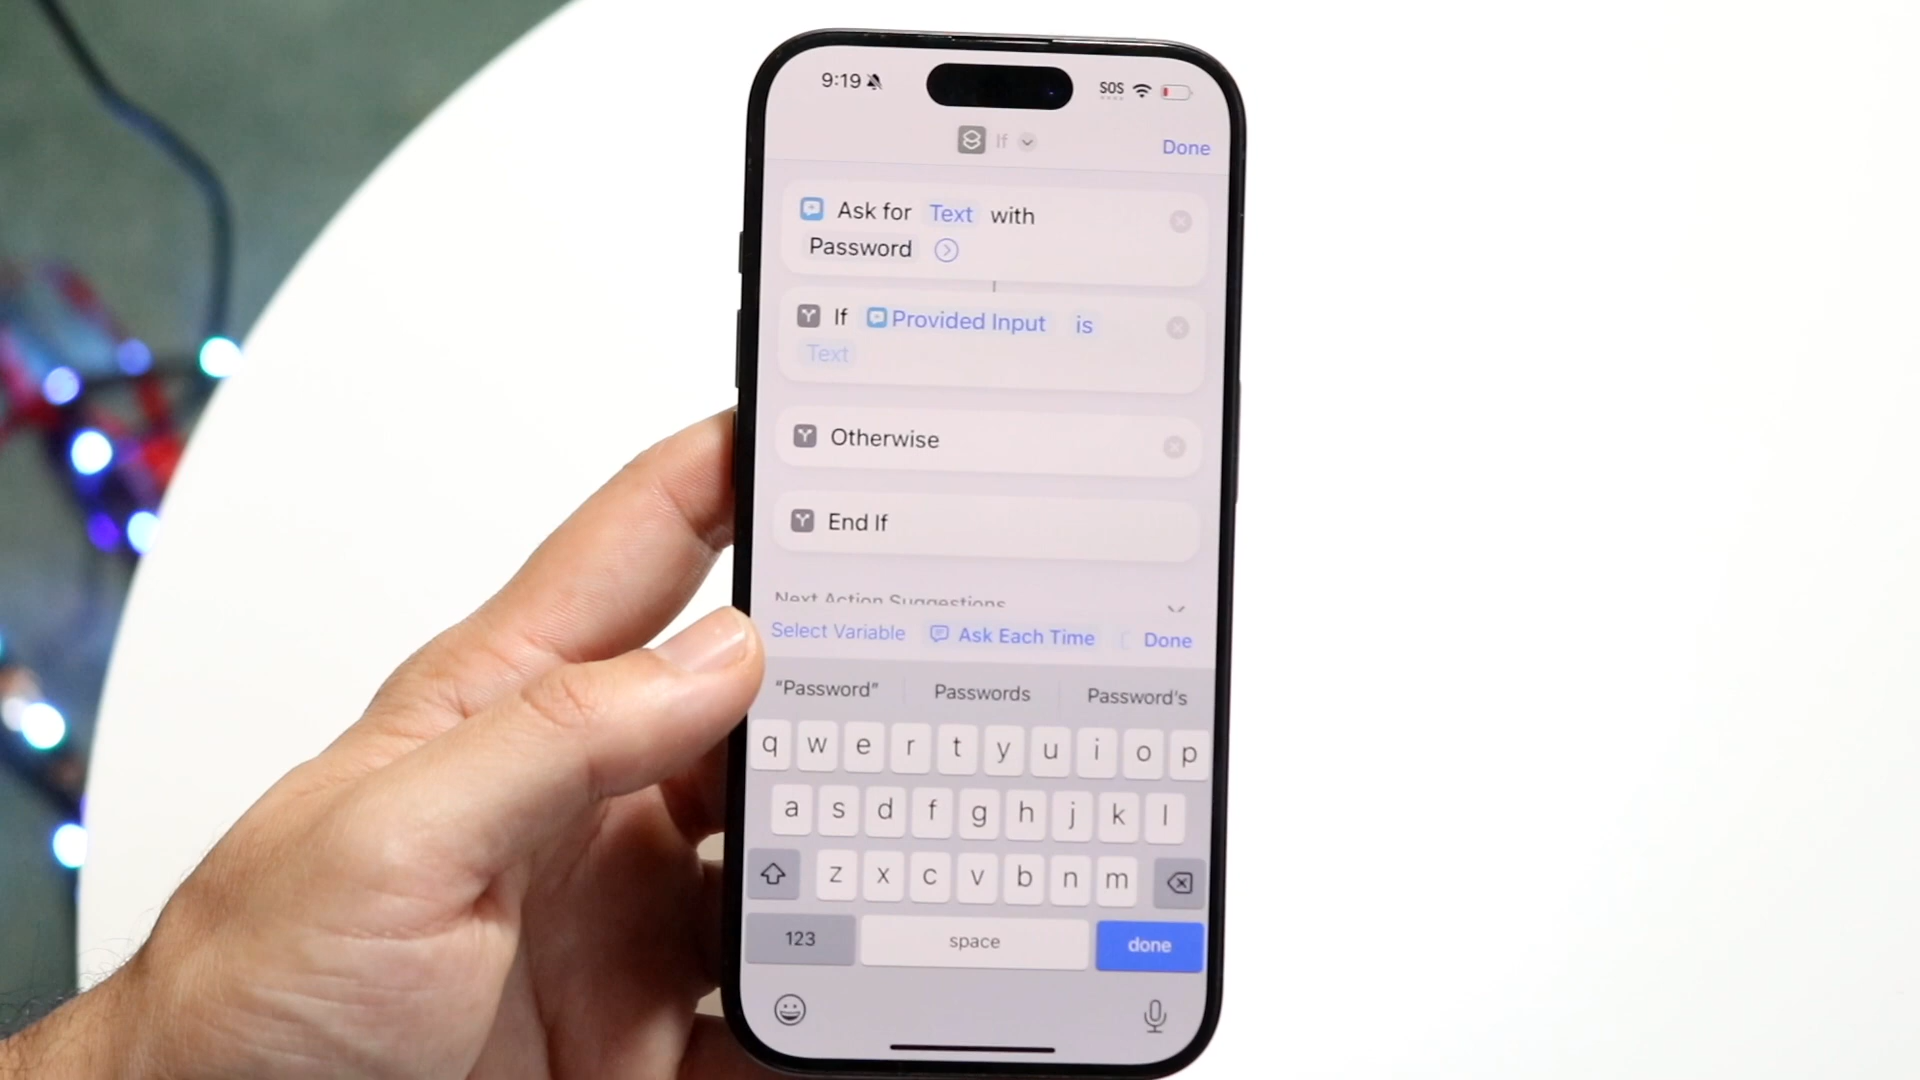 9:19
SOS
If
Done
Ask for Text with
Password
If Provided Input is
Text
Otherwise
End If
Next Action Suggestions
Select Variable Ask Each Time Done
“Password” Passwords Password's
q w e r t y u i o p
a s d f g h j k l
z x c v b n m
123 space done